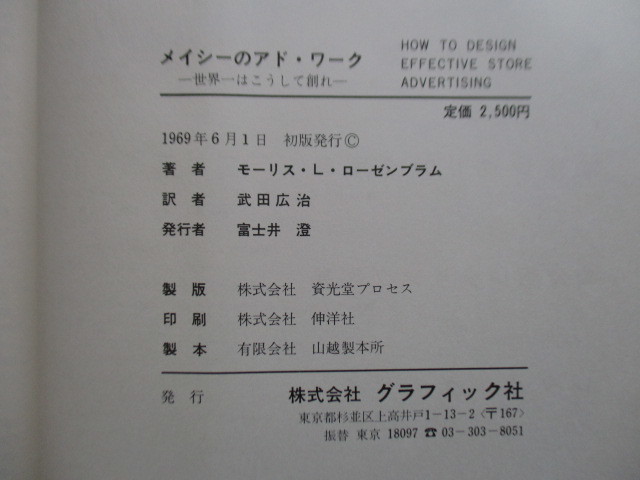 メイシーのアド・ワーク
―世界一はこうして創れ―
HOW TO DESIGN
EFFECTIVE STORE
ADVERTISING
定価 2,500円
1969年6月1日 初版発行©
著者 モーリス・L・ローゼンブラム
訳者 武田広治
発行者 富士井 澄
製版 株式会社 資光堂プロセス
印刷 株式会社 伸洋社
製本 有限会社 山越製本所
発行 株式会社 グラフィック社
東京都杉並区上高井戸1-13-2〈〒167〉
振替 東京 18097 ☎ 03-303-8051